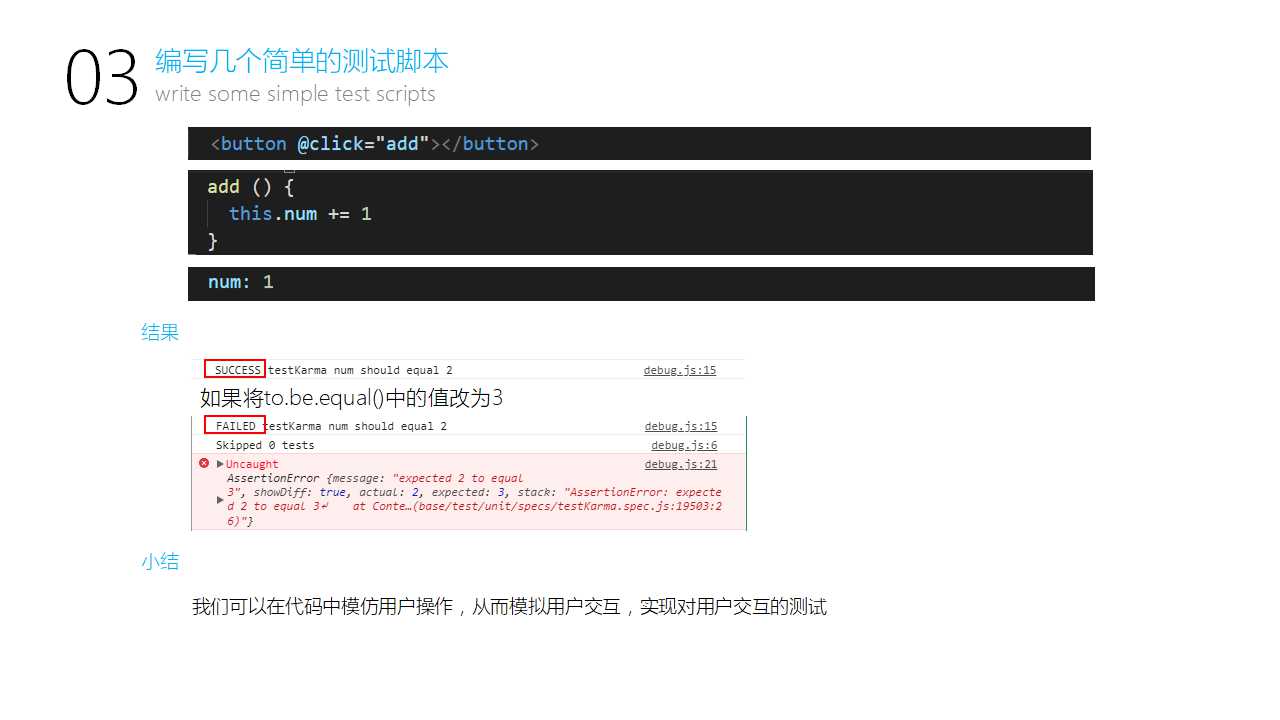 03
编写几个简单的测试脚本
write some simple test scripts
<button @click="add"></button>
add () {
this.num += 1
}
num: 1
结果
SUCCESS testKarma num should equal 2 debug.js:15
如果将to.be.equal()中的值改为3
FAILED testKarma num should equal 2 debug.js:15
Skipped 0 tests debug.js:6
▶Uncaught debug.js:21
AssertionError {message: "expected 2 to equal
3", showDiff: true, actual: 2, expected: 3, stack: "AssertionError: expecte
▶d 2 to equal 3↵ at Conte…(base/test/unit/specs/testKarma.spec.js:19503:2
6)"}
小结
我们可以在代码中模仿用户操作，从而模拟用户交互，实现对用户交互的测试